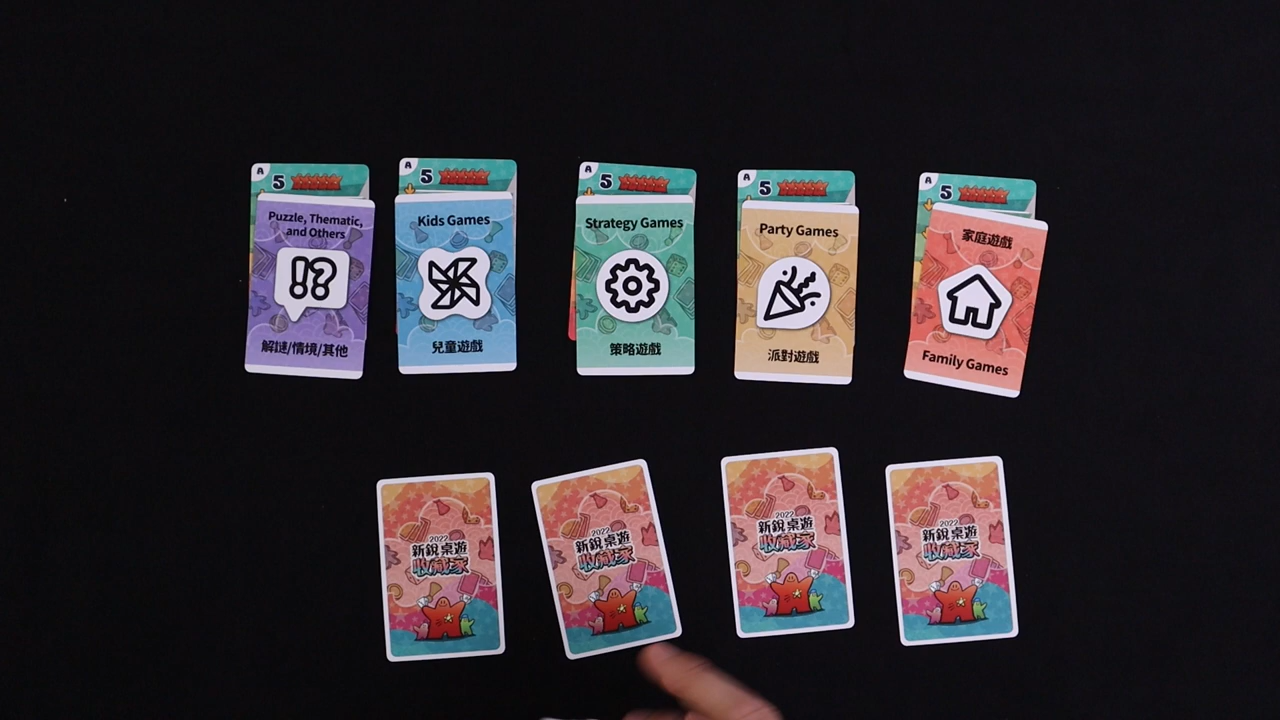 A
5
Puzzle, Thematic,
and Others
!?
解謎/情境/其他
A
5
Kids Games
兒童遊戲
A
5
Strategy Games
策略遊戲
A
5
Party Games
派對遊戲
A
5
家庭遊戲
Family Games
2022
新銳桌遊
收藏家
2022
新銳桌遊
收藏家
2022
新銳桌遊
收藏家
2022
新銳桌遊
收藏家